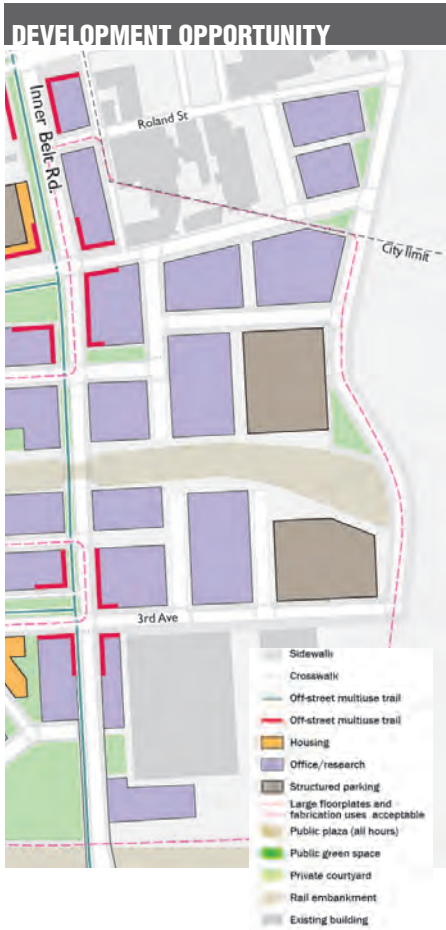 DEVELOPMENT OPPORTUNITY
Inner Belt Rd.
Roland St
City limit
3rd Ave
Sidewalk
Crosswalk
Off-street multiuse trail
Off-street multiuse trail
Housing
Office/research
Structured parking
Large floorplates and
fabrication uses acceptable
Public plaza (all hours)
Public green space
Private courtyard
Rail embankment
Existing building